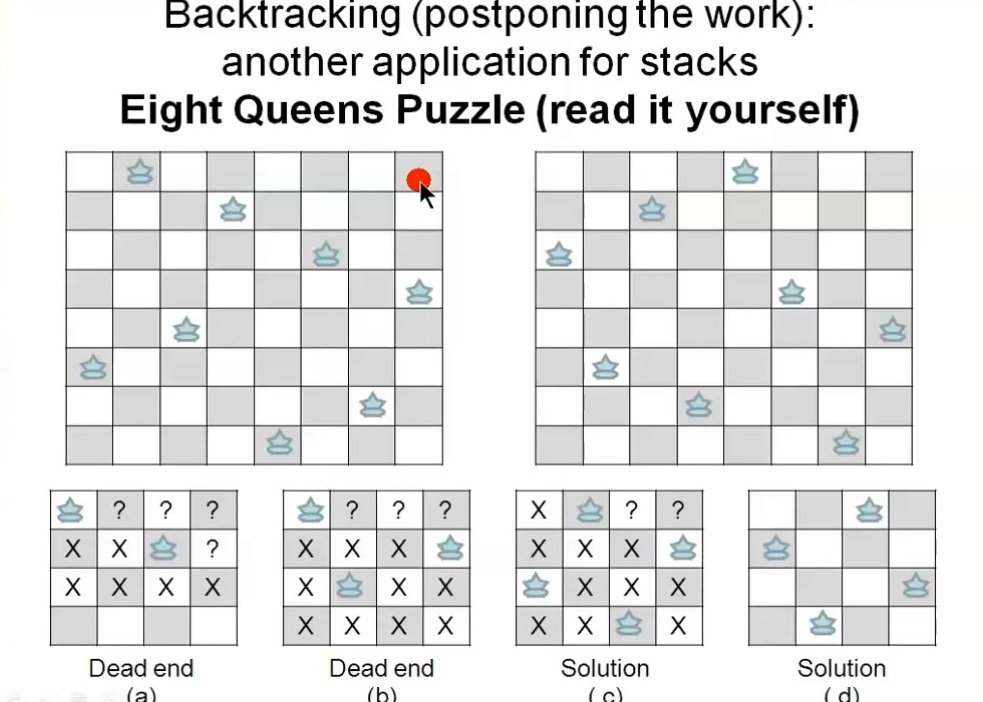 Backtracking (postponing the work):
another application for stacks
Eight Queens Puzzle (read it yourself)
? ? ? ? ? ? X ? ? ?
X X ? X X X X X X
X X X X X X X X X X
X X X X X X X
Dead end Dead end Solution Solution
(a) (b) ( c) ( d)